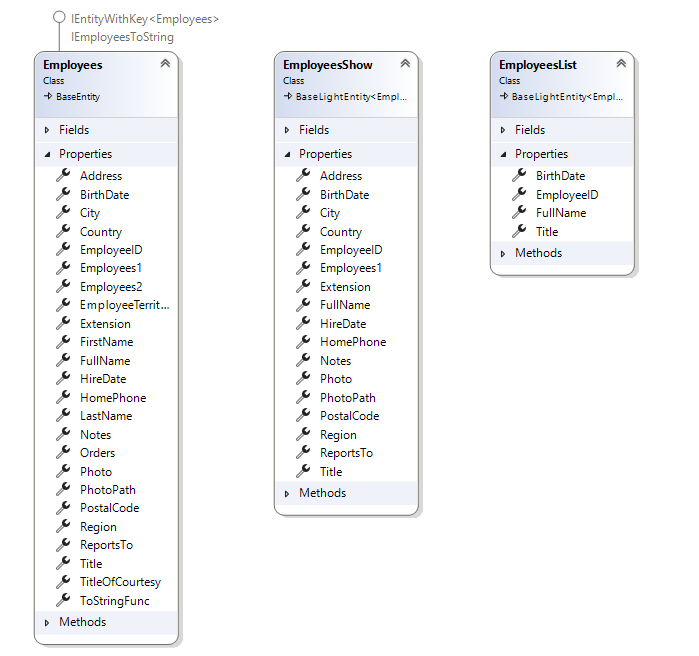 IEntityWithKey<Employees>
IEmployeesToString
Employees
Class
BaseEntity
Fields
Properties
Address
BirthDate
City
Country
EmployeeID
Employees1
Employees2
EmployeeTerrit...
Extension
FirstName
FullName
HireDate
HomePhone
LastName
Notes
Orders
Photo
PhotoPath
PostalCode
Region
ReportsTo
Title
TitleOfCourtesy
ToStringFunc
Methods
EmployeesShow
Class
BaseLightEntity<Empl...
Fields
Properties
Address
BirthDate
City
Country
EmployeeID
Employees1
Extension
FullName
HireDate
HomePhone
Notes
Photo
PhotoPath
PostalCode
Region
ReportsTo
Title
Methods
EmployeesList
Class
BaseLightEntity<Empl...
Fields
Properties
BirthDate
EmployeeID
FullName
Title
Methods